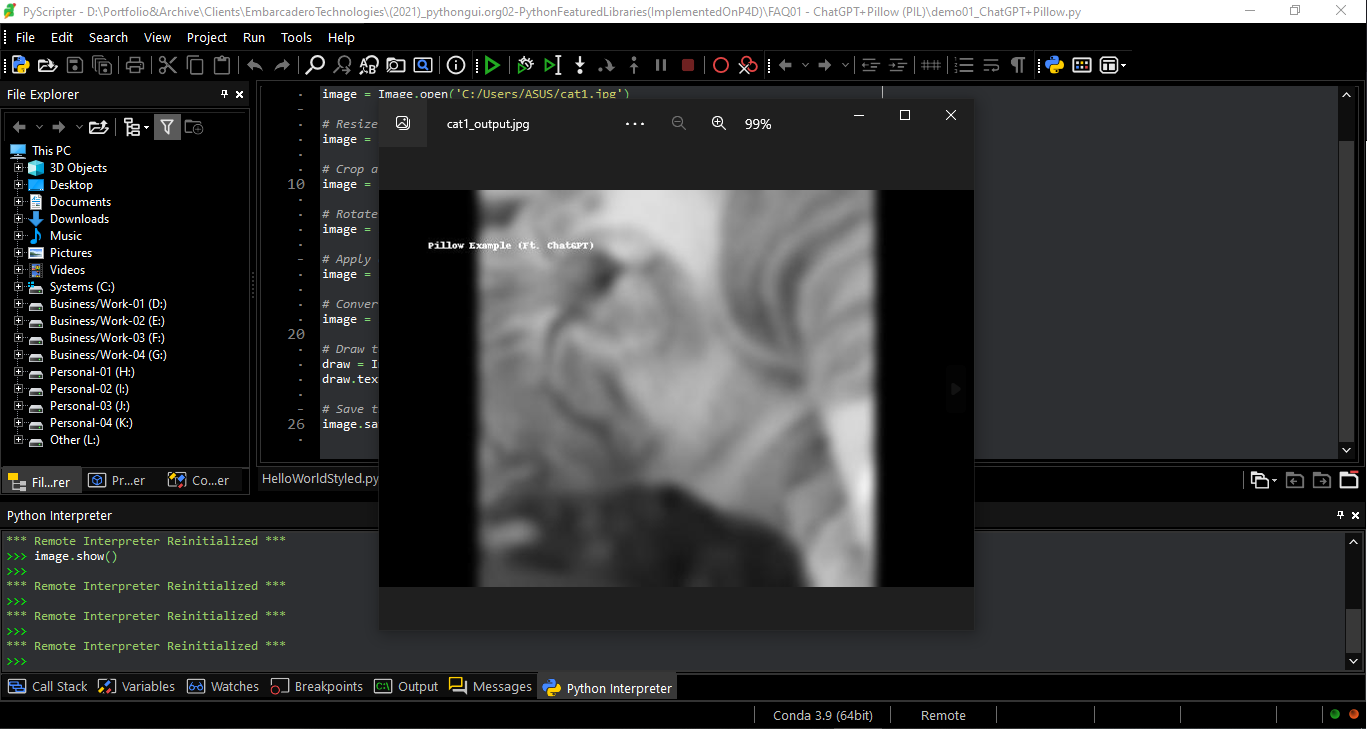 PyScripter - D:\Portfolio&Archive\Clients\EmbarcaderoTechnologies\(2021)_pythongui.org02-PythonFeaturedLibraries(ImplementedOnP4D)\FAQ01 - ChatGPT+Pillow (PIL)\demo01_ChatGPT+Pillow.py
File Edit Search View Project Run Tools Help
File Explorer
This PC
3D Objects
Desktop
Documents
Downloads
Music
Pictures
Videos
Systems (C:)
Business/Work-01 (D:)
Business/Work-02 (E:)
Business/Work-03 (F:)
Business/Work-04 (G:)
Personal-01 (H:)
Personal-02 (I:)
Personal-03 (J:)
Personal-04 (K:)
Other (L:)
Fil...rer Pr...er Co...er
image = Image.open('C:/Users/ASUS/cat1.jpg')
# Resize
image =
# Crop a
10 image =
# Rotate
image =
# Apply
image =
# Conver
image =
20
# Draw t
draw = I
draw.tex
# Save t
26 image.sa
HelloWorldStyled.py
cat1_output.jpg
99%
Pillow Example (Ft. ChatGPT)
Python Interpreter
*** Remote Interpreter Reinitialized ***
>>> image.show()
>>>
*** Remote Interpreter Reinitialized ***
>>>
*** Remote Interpreter Reinitialized ***
>>>
*** Remote Interpreter Reinitialized ***
>>>
Call Stack Variables Watches Breakpoints Output Messages Python Interpreter
Conda 3.9 (64bit) Remote